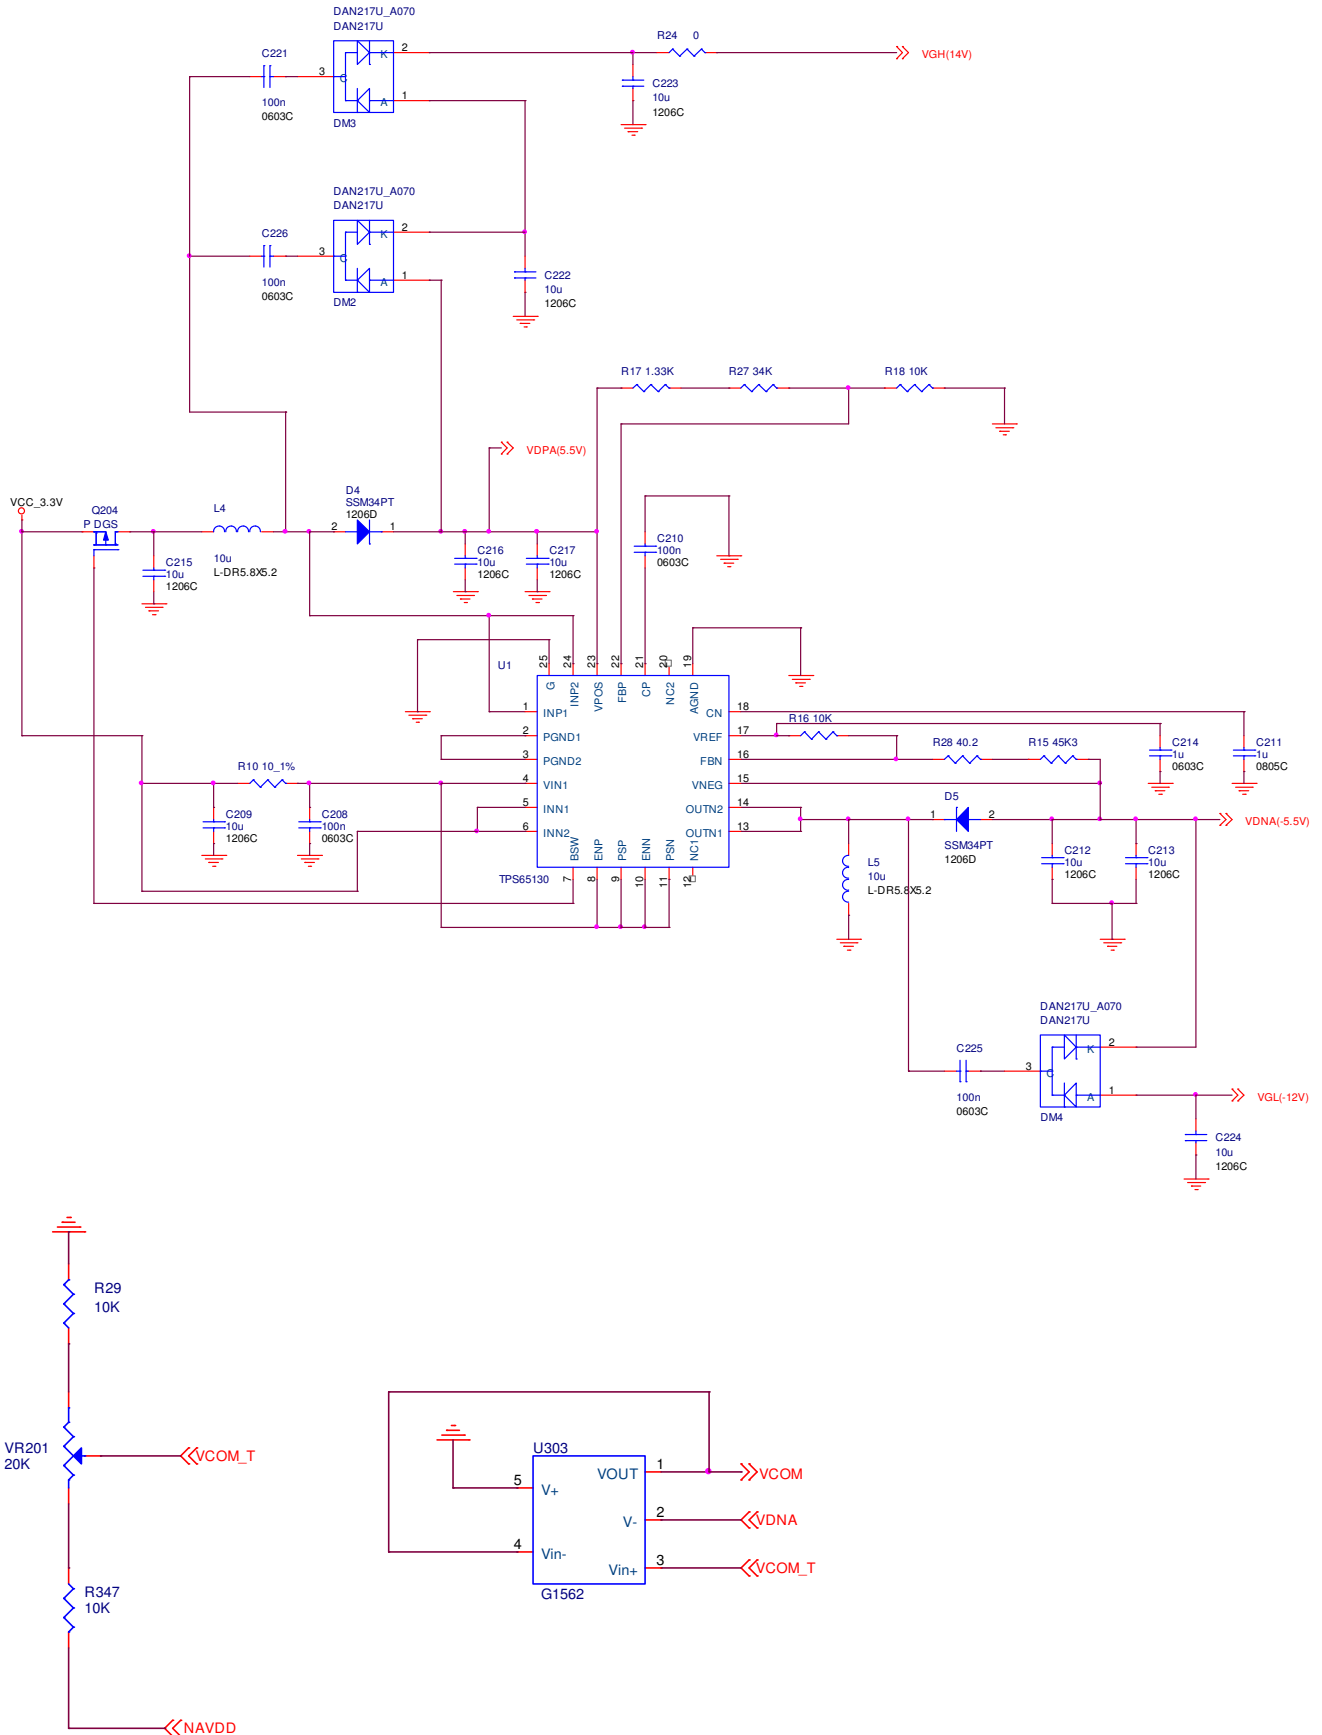 DAN217U_A070
DAN217U
C221
100n
0603C
3
C
K
A
2
1
DM3
R24 0
VGH(14V)
C223
10u
1206C
DAN217U_A070
DAN217U
C226
100n
0603C
3
C
K
A
2
1
DM2
C222
10u
1206C
R17 1.33K
R27 34K
R18 10K
VDPA(5.5V)
VCC_3.3V
Q204
P DGS
L4
10u
L-DR5.8X5.2
C215
10u
1206C
D4
SSM34PT
1206D
2
1
C216
10u
1206C
C217
10u
1206C
C210
100n
0603C
U1
25
24
23
22
21
20
19
G
INP2
VPOS
FBP
CP
NC2
AGND
1 INP1
2 PGND1
3 PGND2
4 VIN1
5 INN1
6 INN2
CN 18
VREF 17
FBN 16
VNEG 15
OUTN2 14
OUTN1 13
BSW
ENP
PSP
ENN
PSN
NC1
7
8
9
10
11
12
TPS65130
R10 10_1%
C209
10u
1206C
C208
100n
0603C
R16 10K
R28 40.2
R15 45K3
C214
1u
0603C
C211
1u
0805C
D5
1
2
SSM34PT
1206D
VDNA(-5.5V)
L5
10u
L-DR5.8X5.2
C212
10u
1206C
C213
10u
1206C
DAN217U_A070
DAN217U
C225
100n
0603C
3
C
K
A
2
1
DM4
VGL(-12V)
C224
10u
1206C
R29
10K
VR201
20K
VCOM_T
R347
10K
NAVDD
U303
5 V+
4 Vin-
VOUT 1
V- 2
Vin+ 3
VCOM
VDNA
VCOM_T
G1562